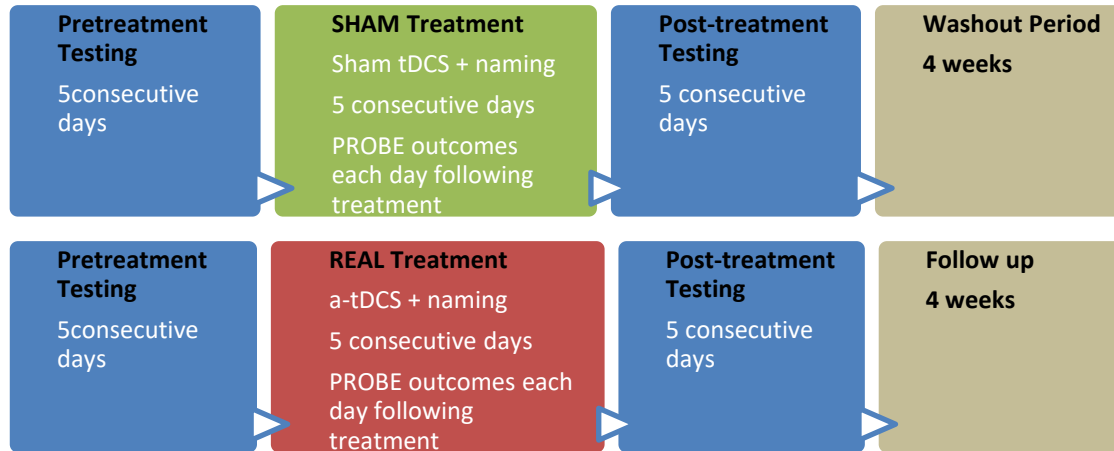 Pretreatment
Testing
5consecutive
days
SHAM Treatment
Sham tDCS + naming
5 consecutive days
PROBE outcomes
each day following
treatment
Post-treatment
Testing
5 consecutive
days
Washout Period
4 weeks
Pretreatment
Testing
5consecutive
days
REAL Treatment
a-tDCS + naming
5 consecutive days
PROBE outcomes each
day following
treatment
Post-treatment
Testing
5 consecutive
days
Follow up
4 weeks